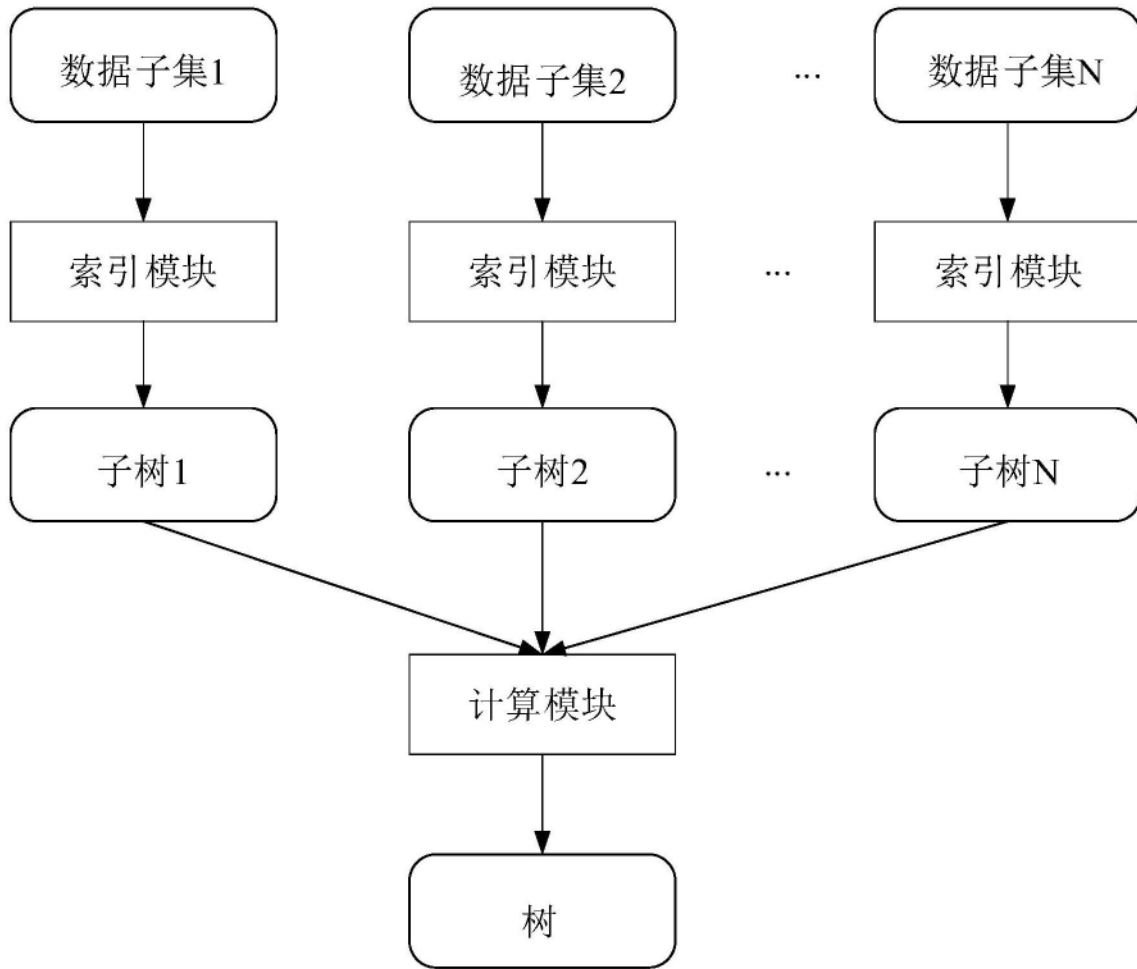 数据子集1 数据子集2 ... 数据子集N
索引模块 索引模块 ... 索引模块
子树1 子树2 ... 子树N
计算模块
树